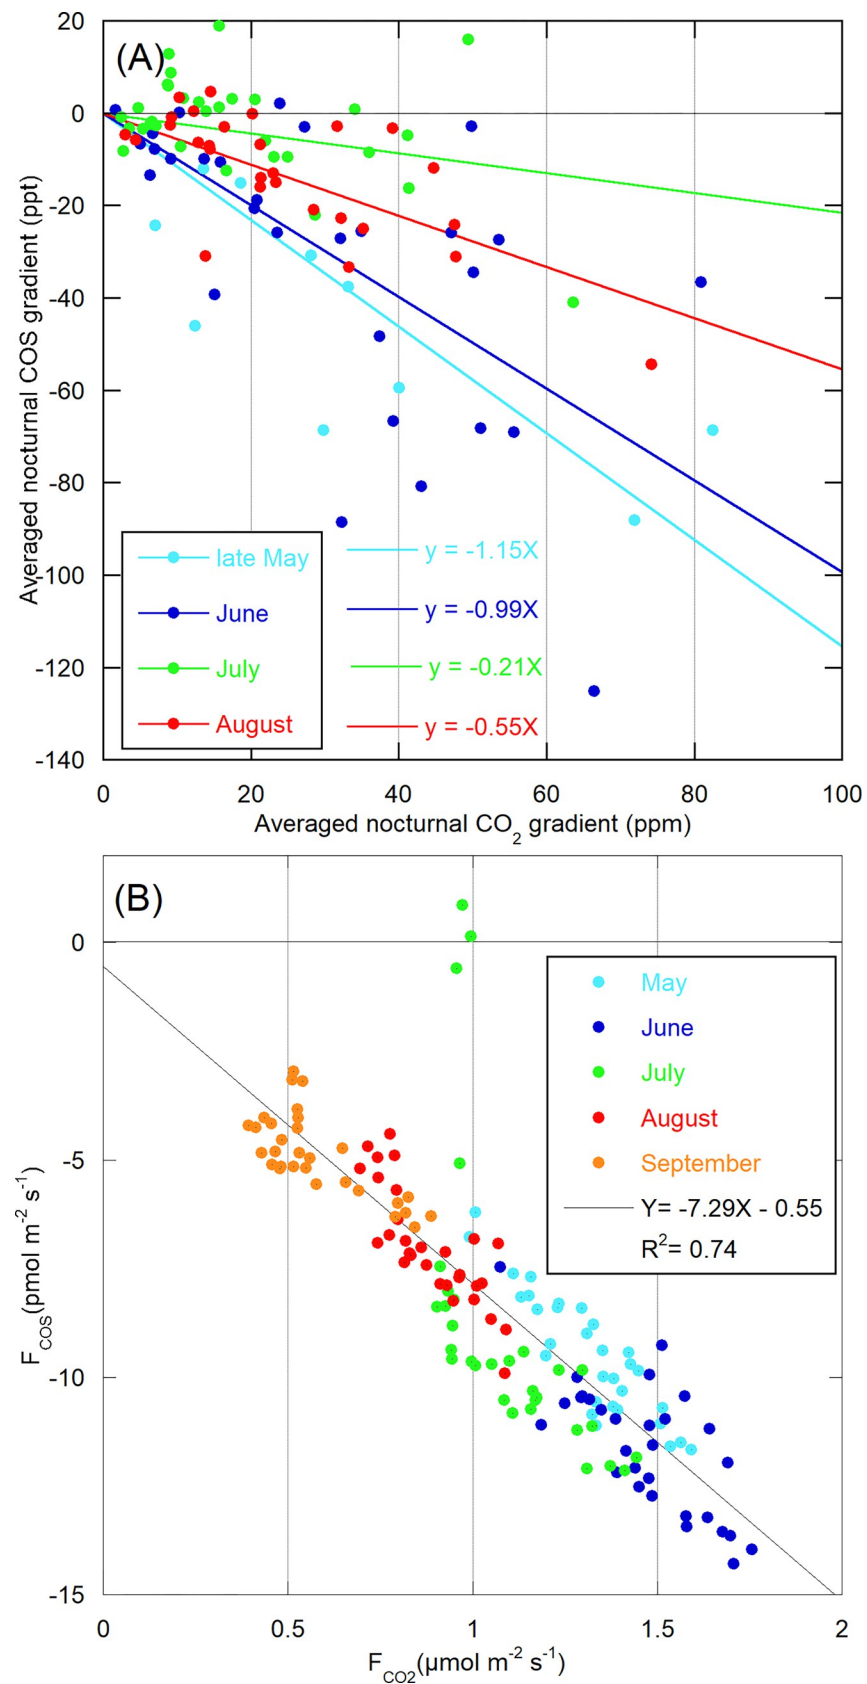 (A)
20
0
-20
-40
-60
-80
-100
-120
-140
Averaged nocturnal COS gradient (ppt)
late May
y = -1.15X
June
y = -0.99X
July
y = -0.21X
August
y = -0.55X
0 20 40 60 80 100
Averaged nocturnal CO2 gradient (ppm)
(B)
0
-5
-10
-15
FCOS(pmol m-2 s-1)
May
June
July
August
September
Y= -7.29X - 0.55
R2= 0.74
0 0.5 1 1.5 2
FCO2(µmol m-2 s-1)